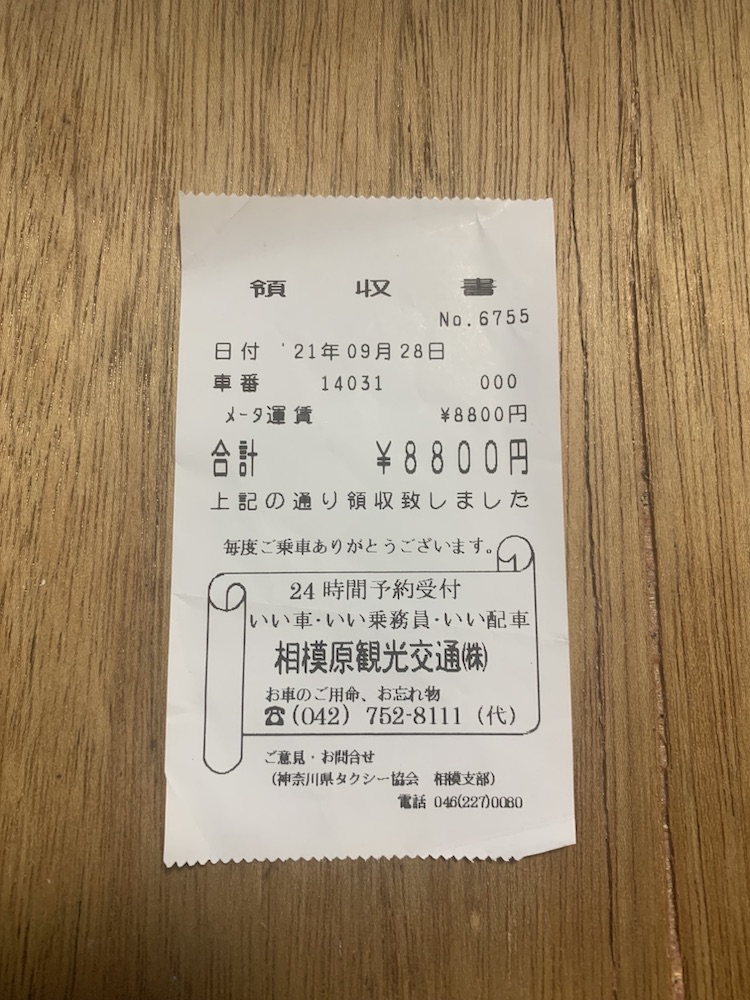 領収書
No.6755
日付 '21年09月28日
車番 14031 000
メータ運賃 ¥8800円
合計 ¥8800円
上記の通り領収致しました
毎度ご乗車ありがとうございます。
24時間予約受付
いい車･いい乗務員･いい配車
相模原観光交通㈱
お車のご用命、お忘れ物
☎(042) 752-8111 (代)
ご意見・お問合せ
(神奈川県タクシー協会 相模支部)
電話 046(227)0080